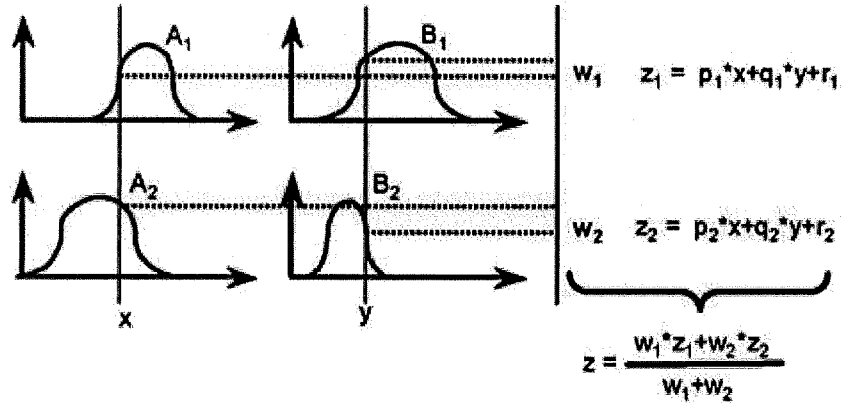 A₁ B₁
w₁ z₁ = p₁*x+q₁*y+r₁
A₂ B₂
w₂ z₂ = p₂*x+q₂*y+r₂
x y
z = w₁*z₁+w₂*z₂
w₁+w₂